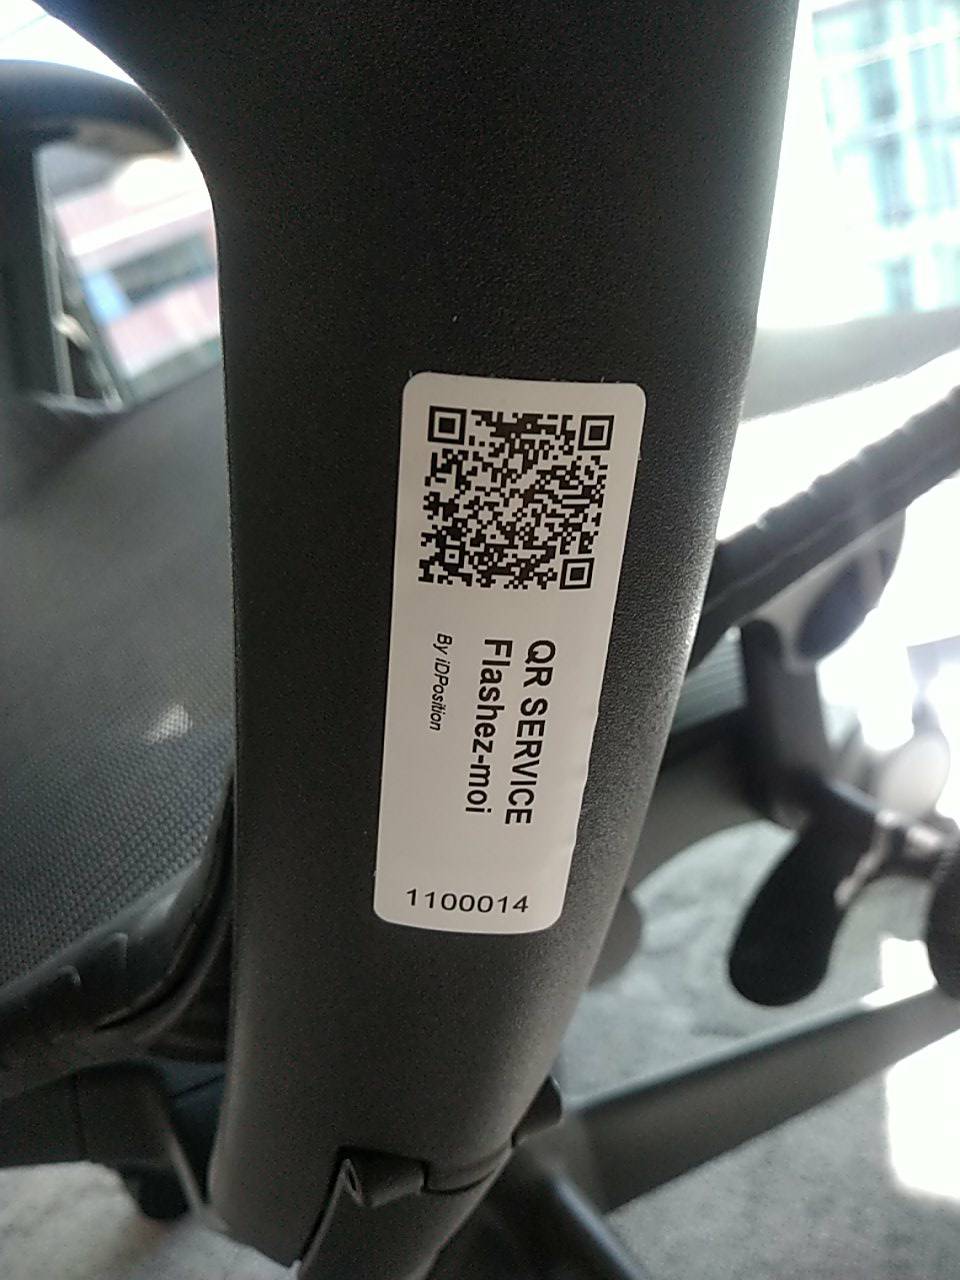 QR SERVICE
Flashez-moi
By iDPosition
1100014